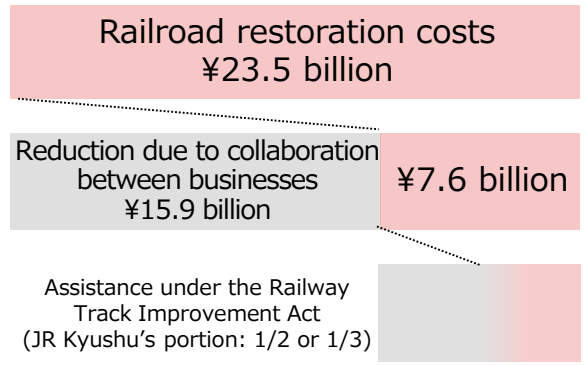 Railroad restoration costs
¥23.5 billion
Reduction due to collaboration
between businesses
¥15.9 billion
¥7.6 billion
Assistance under the Railway
Track Improvement Act
(JR Kyushu's portion: 1/2 or 1/3)